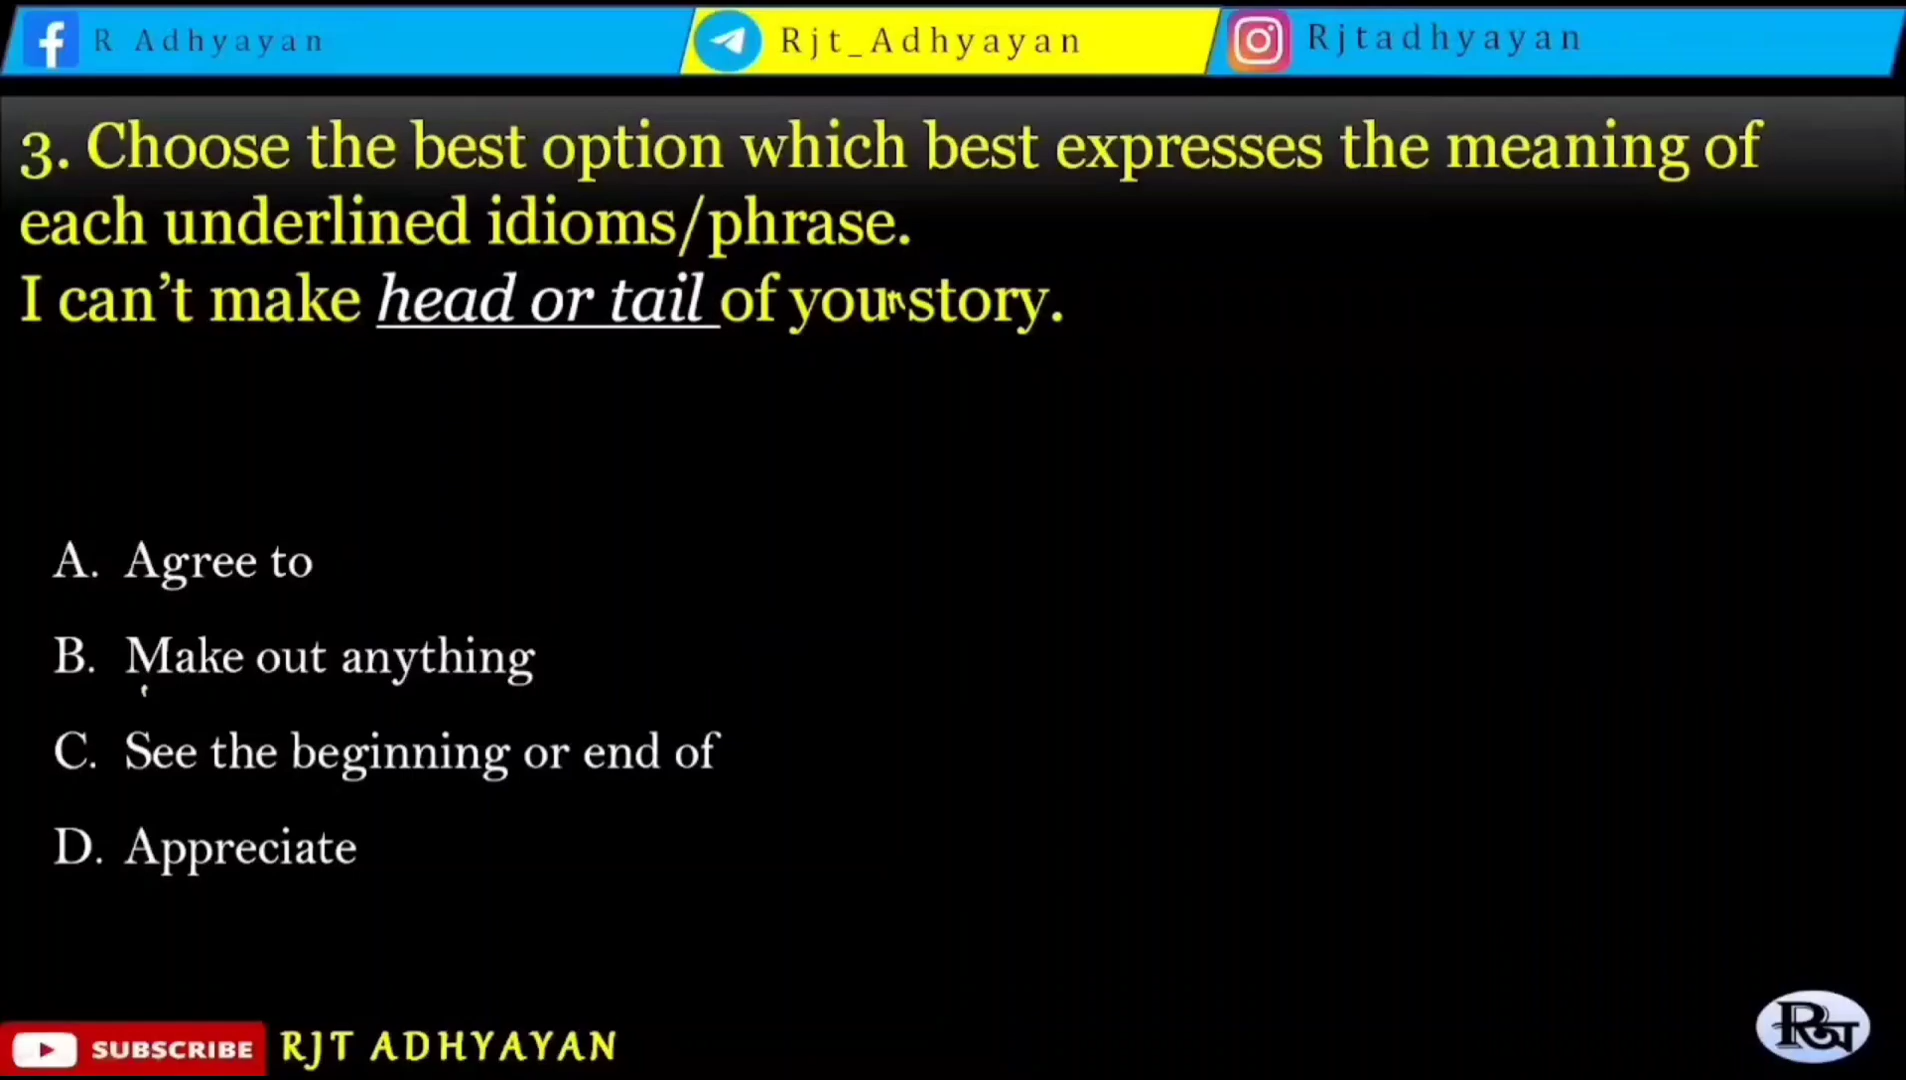 R Adhyayan
Rjt_Adhyayan
Rjtadhyayan
3. Choose the best option which best expresses the meaning of
each underlined idioms/phrase.
I can’t make head or tail of your story.
A. Agree to
B. Make out anything
C. See the beginning or end of
D. Appreciate
SUBSCRIBE
RJT ADHYAYAN